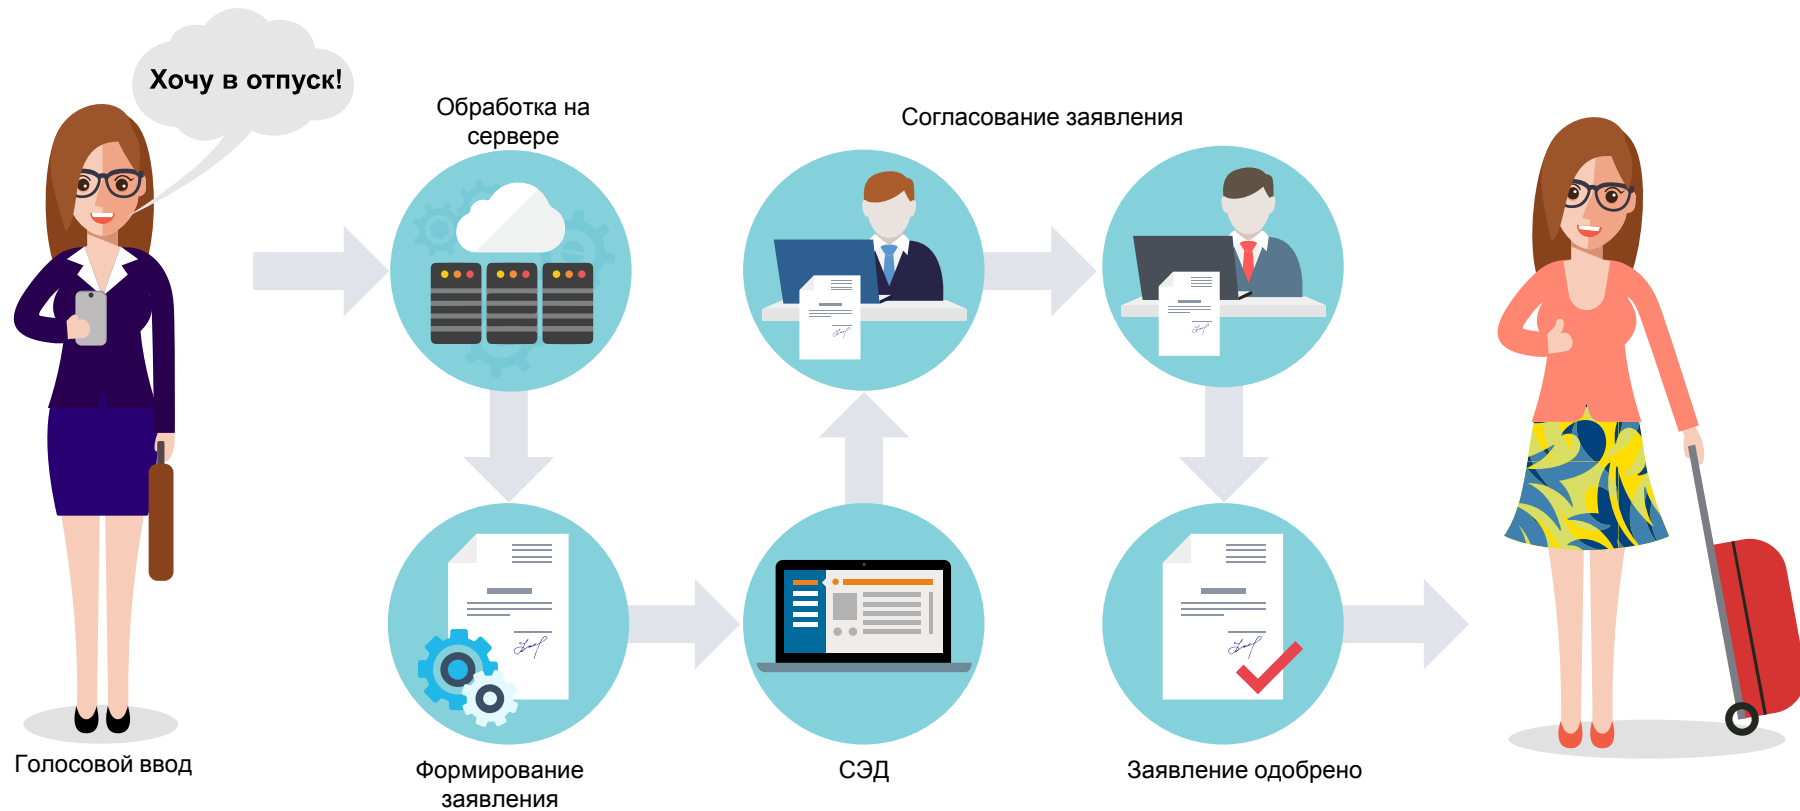 Хочу в отпуск!
Обработка на
сервере
Согласование заявления
Голосовой ввод
Формирование
заявления
СЭД
Заявление одобрено